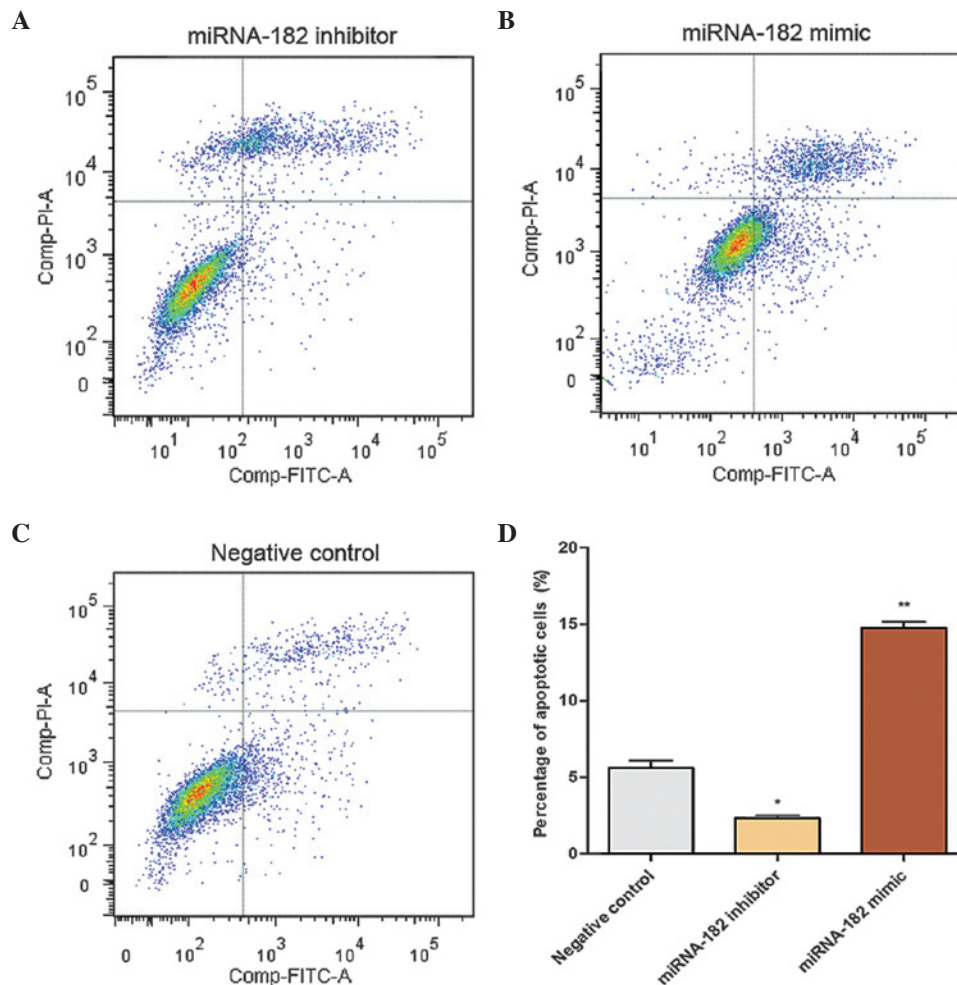 A
miRNA-182 inhibitor
Comp-PI-A
10^5
10^4
10^3
10^2
0
10^1
10^2
10^3
10^4
10^5
Comp-FITC-A
B
miRNA-182 mimic
Comp-PI-A
10^5
10^4
10^3
10^2
0
10^1
10^2
10^3
10^4
10^5
Comp-FITC-A
C
Negative control
Comp-PI-A
10^5
10^4
10^3
10^2
0
0
10^2
10^3
10^4
10^5
Comp-FITC-A
D
Percentage of apoptotic cells (%)
20
15
10
5
0
*
**
Negative control
miRNA-182 inhibitor
miRNA-182 mimic